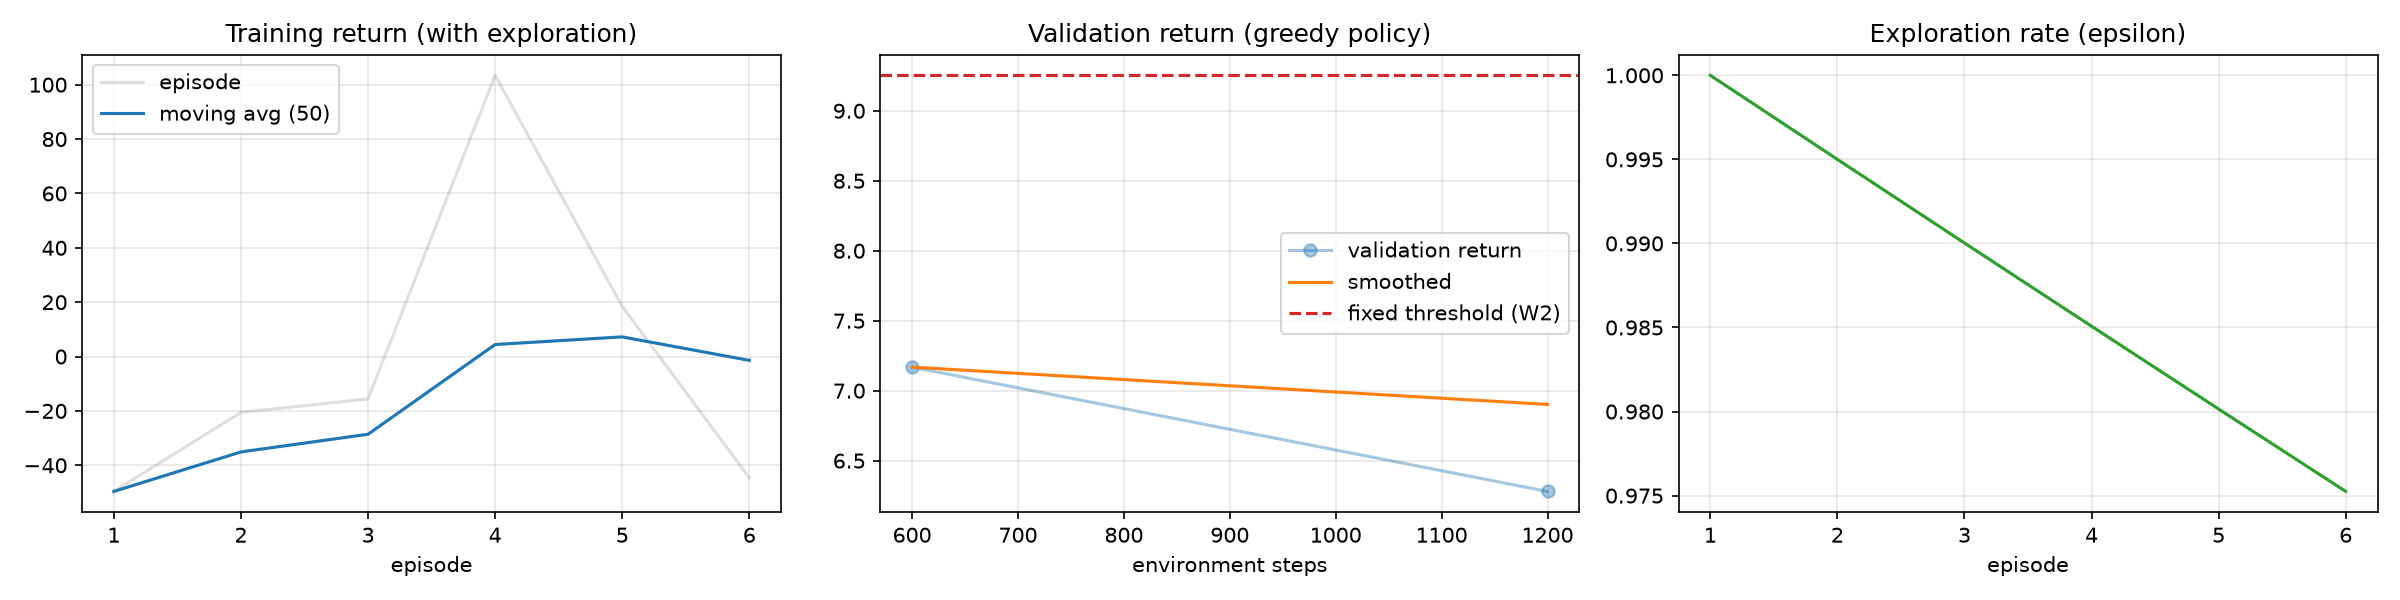 Training return (with exploration)
episode
moving avg (50)
100
80
60
40
20
0
−20
−40
1 2 3 4 5 6
episode
Validation return (greedy policy)
9.0
8.5
8.0
7.5
7.0
6.5
validation return
smoothed
fixed threshold (W2)
600 700 800 900 1000 1100 1200
environment steps
Exploration rate (epsilon)
1.000
0.995
0.990
0.985
0.980
0.975
1 2 3 4 5 6
episode